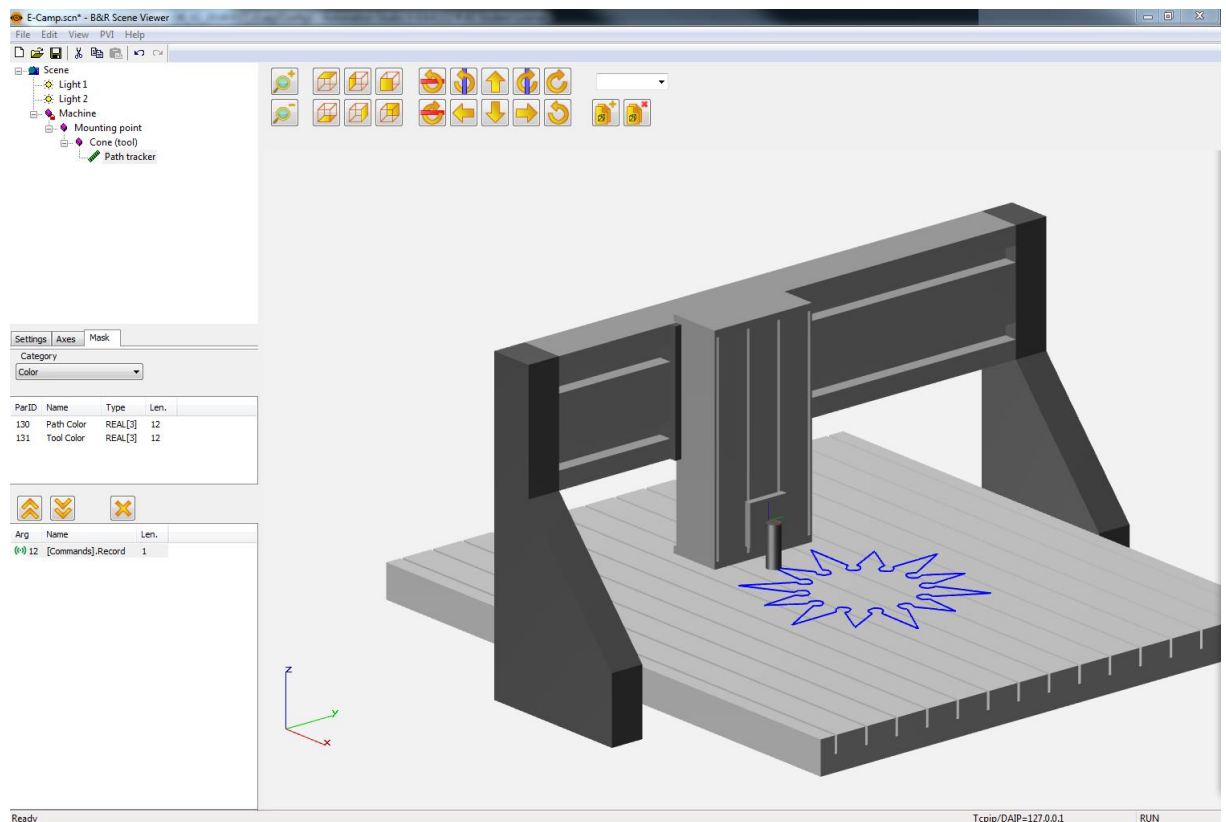 E-Camp.scn* - B&R Scene Viewer
File Edit View PVI Help
Scene
Light 1
Light 2
Machine
Mounting point
Cone (tool)
Path tracker
Settings Axes Mask
Category
Color
ParID Name Type Len.
130 Path Color REAL[3] 12
131 Tool Color REAL[3] 12
Arg Name Len.
12 [Commands].Record 1
z
y
x
Ready Tcpip/DAIP=127.0.0.1 RUN